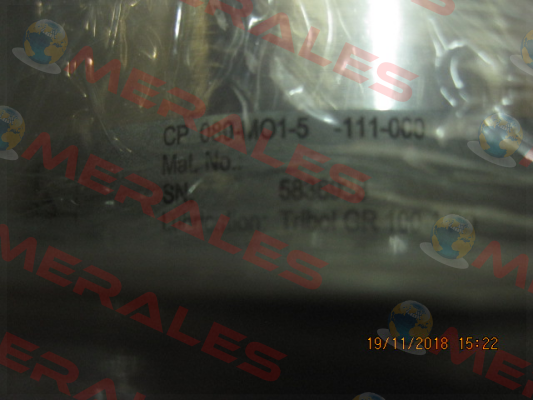 MERALES
CP 080-MO1-5 -111-000
Mat. No.:
SN.: 
Lubrication: Tribol GR 100
MERALES
MERALES
19/11/2018 15:22